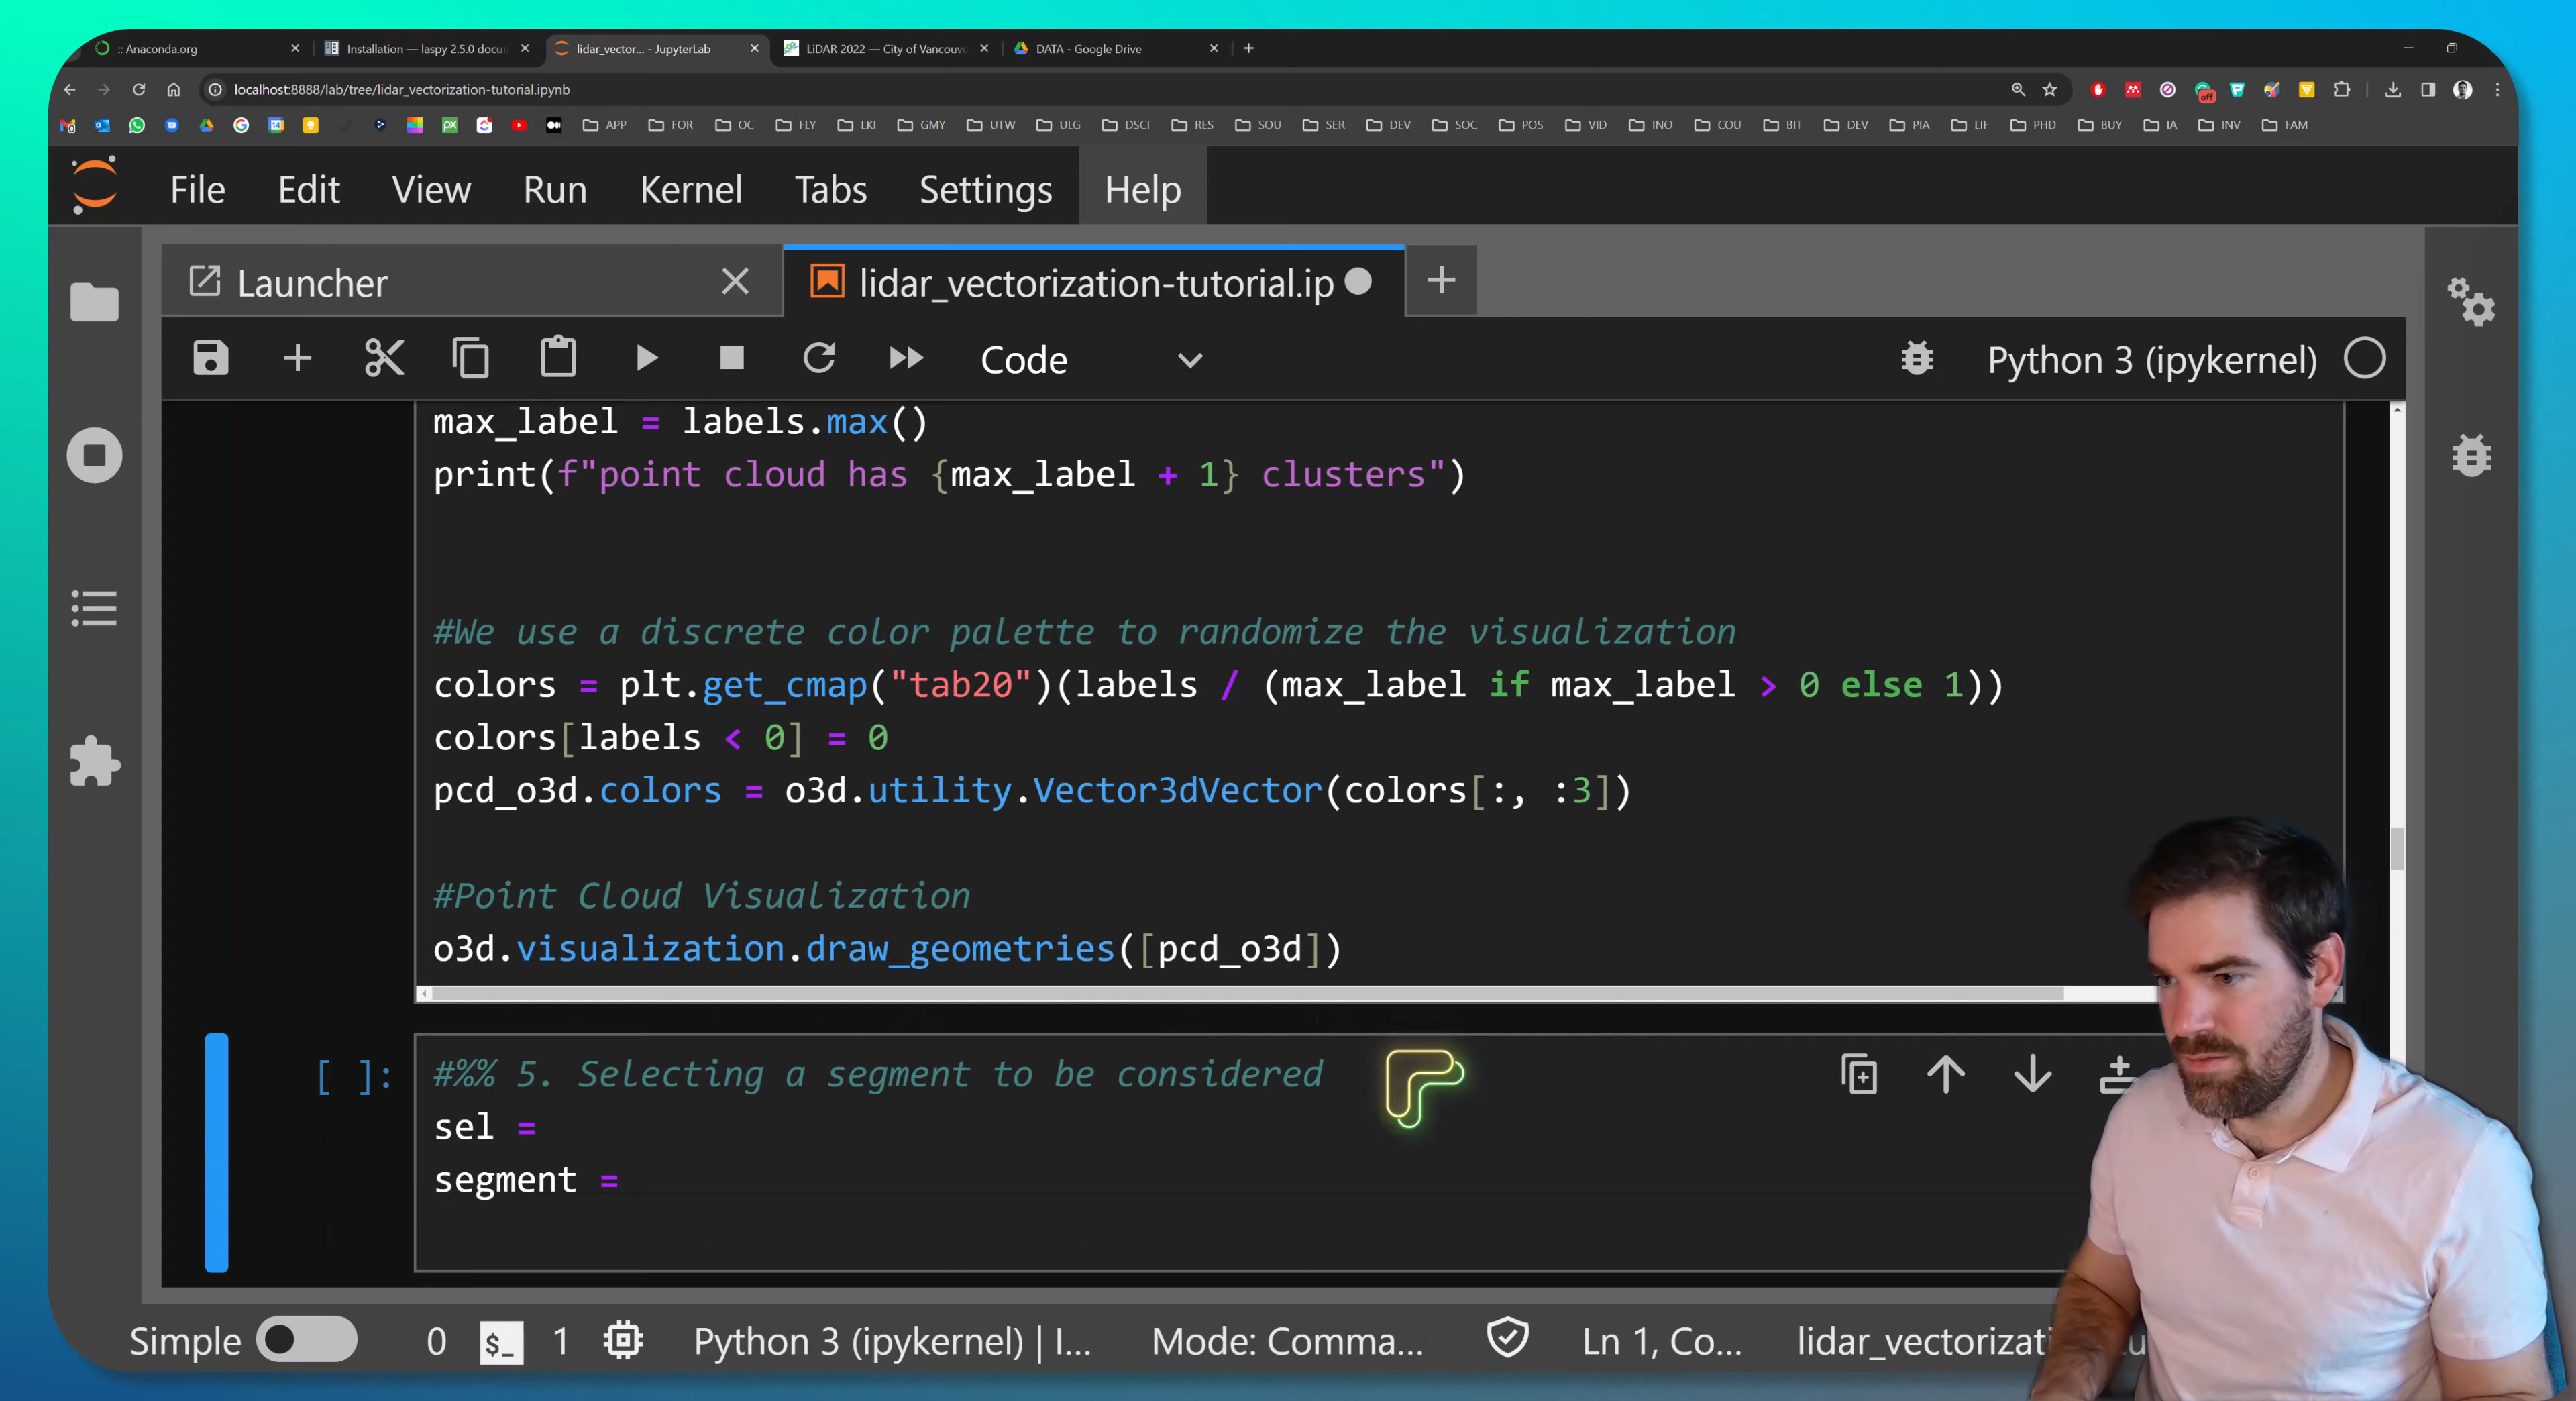 :: Anaconda.org
Installation — laspy 2.5.0 docun
lidar_vector... - JupyterLab
LiDAR 2022 — City of Vancouve
DATA - Google Drive
localhost:8888/lab/tree/lidar_vectorization-tutorial.ipynb
off
APP FOR OC FLY LKI GMY UTW ULG DSCI RES SOU SER DEV SOC POS VID INO COU BIT DEV PIA LIF PHD BUY IA INV FAM
File Edit View Run Kernel Tabs Settings Help
Launcher
lidar_vectorization-tutorial.ip
Code
Python 3 (ipykernel)
max_label = labels.max()
print(f"point cloud has {max_label + 1} clusters")
#We use a discrete color palette to randomize the visualization
colors = plt.get_cmap("tab20")(labels / (max_label if max_label > 0 else 1))
colors[labels < 0] = 0
pcd_o3d.colors = o3d.utility.Vector3dVector(colors[:, :3])
#Point Cloud Visualization
o3d.visualization.draw_geometries([pcd_o3d])
[ ]:
#%% 5. Selecting a segment to be considered
sel =
segment =
Simple 0 $_ 1 Python 3 (ipykernel) | I... Mode: Comma... Ln 1, Co... lidar_vectorizati